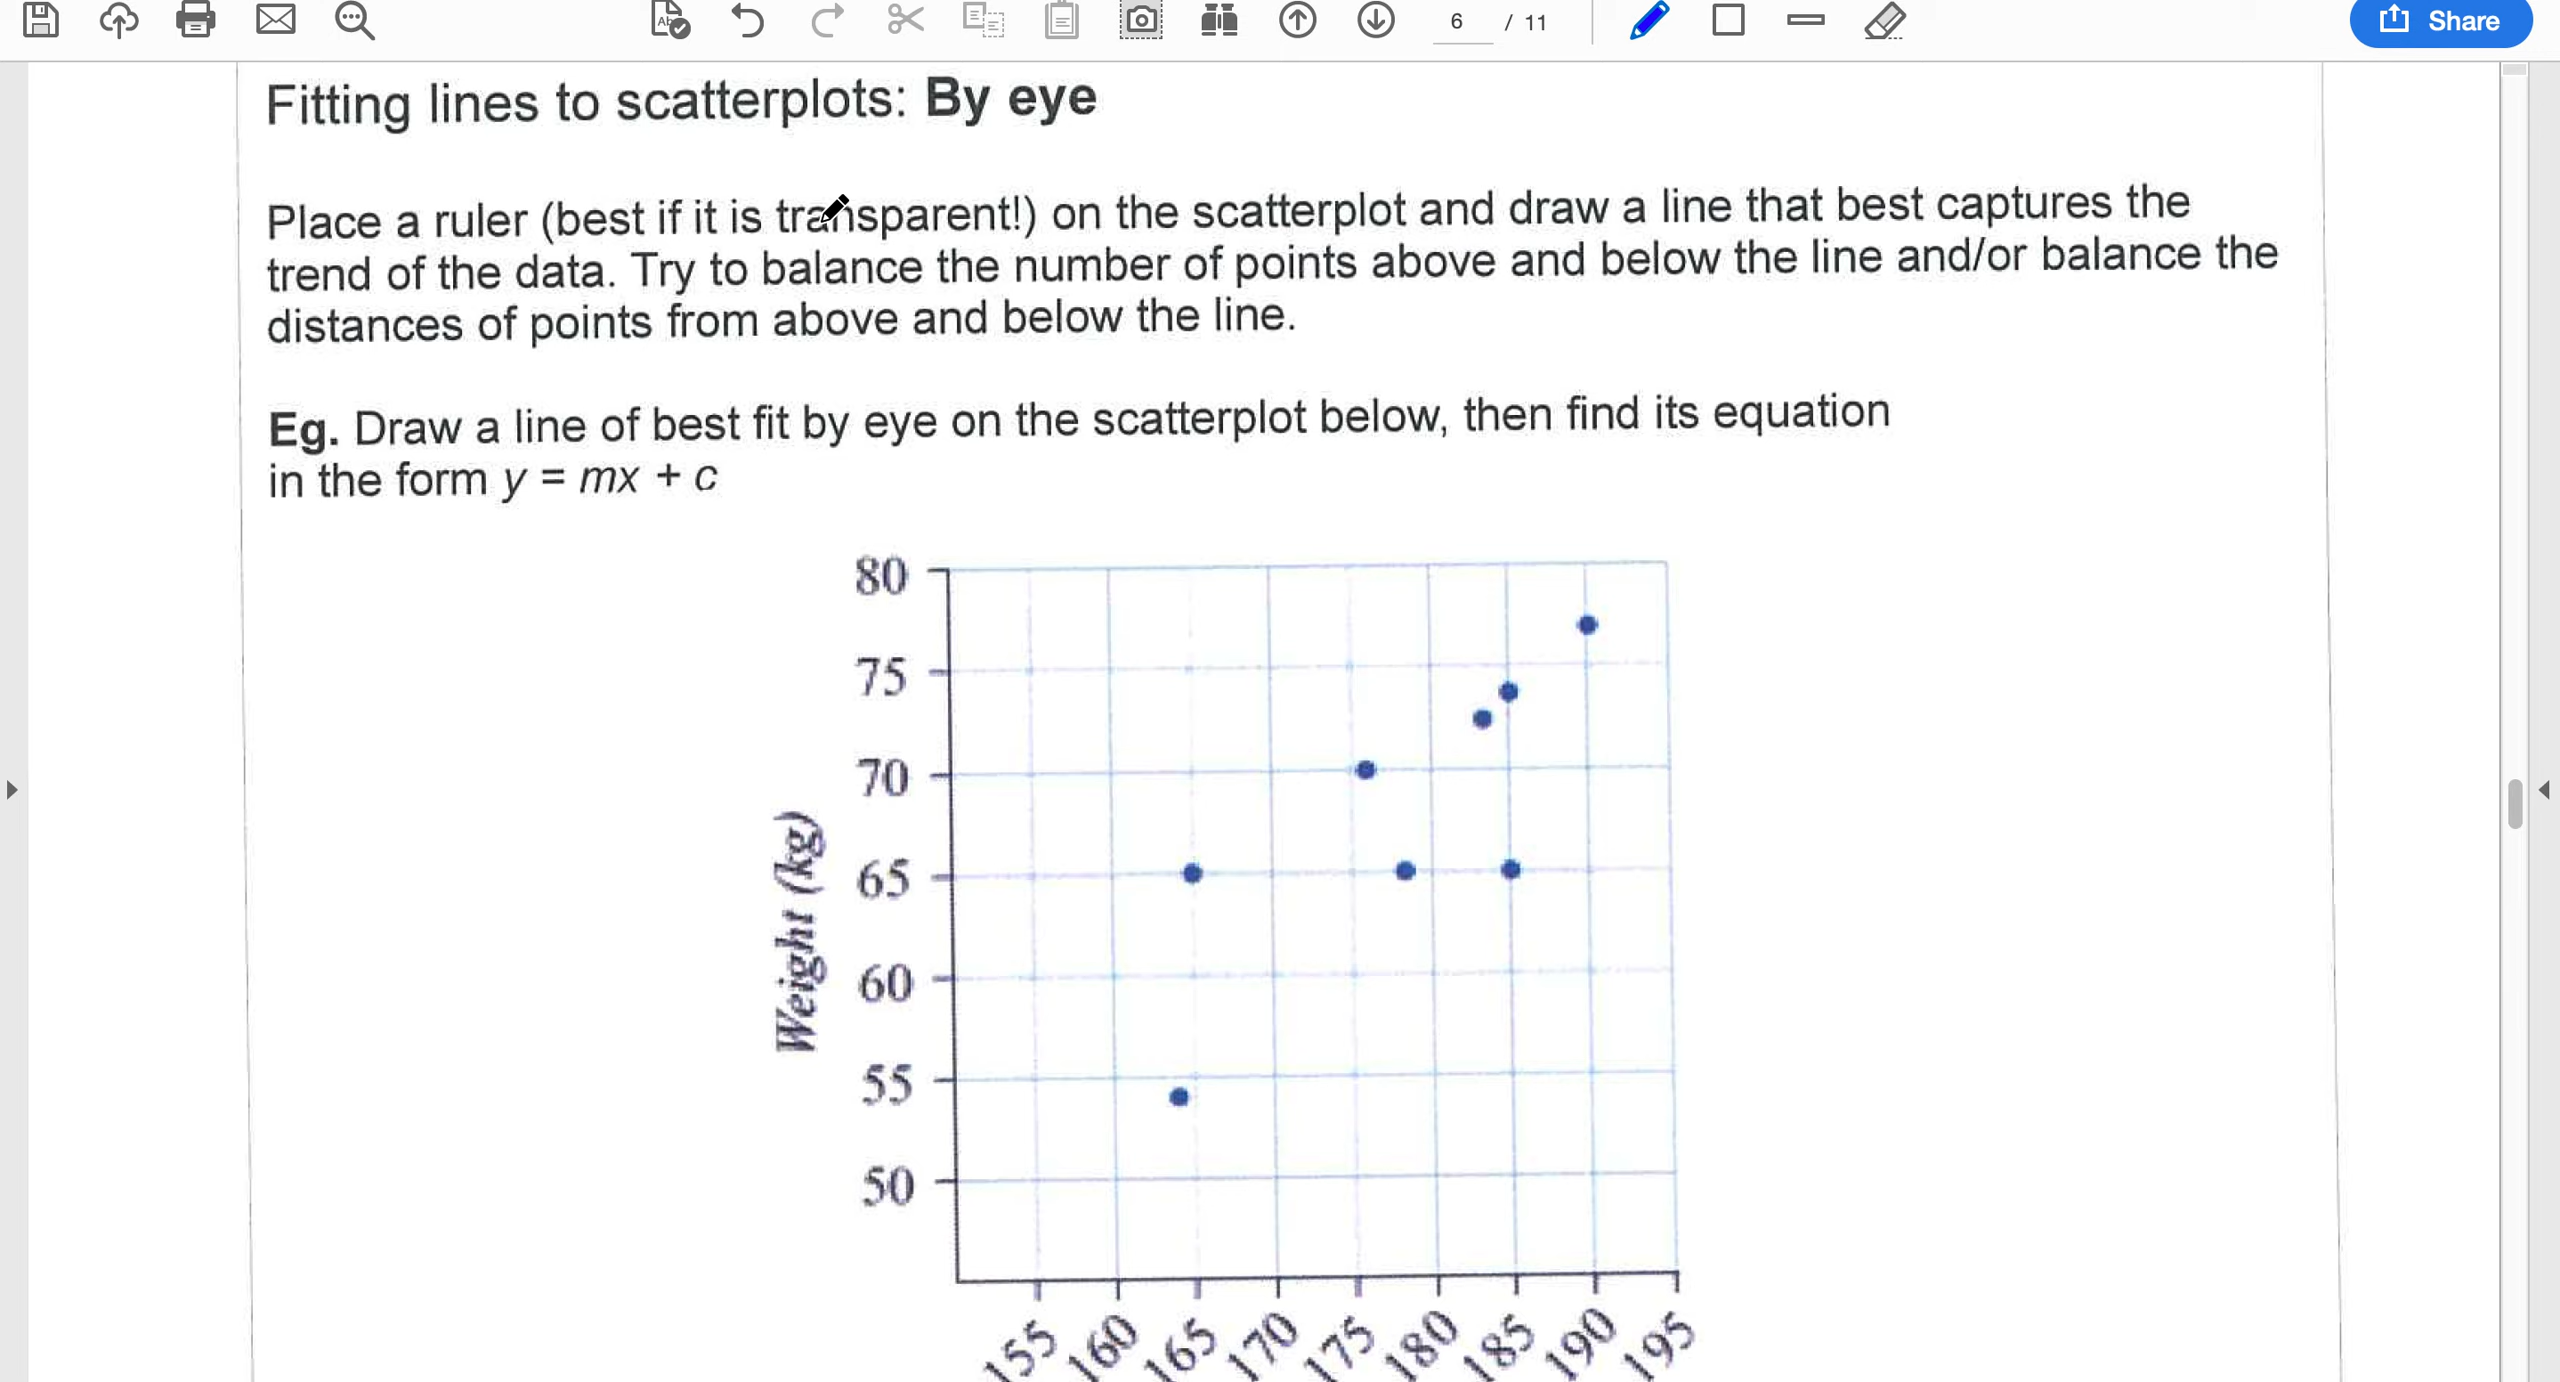 6 / 11
Share
Fitting lines to scatterplots: By eye
Place a ruler (best if it is transparent!) on the scatterplot and draw a line that best captures the
trend of the data. Try to balance the number of points above and below the line and/or balance the
distances of points from above and below the line.
Eg. Draw a line of best fit by eye on the scatterplot below, then find its equation
in the form y = mx + c
80
75
70
65
60
55
50
Weight (kg)
155 160 165 170 175 180 185 190 195